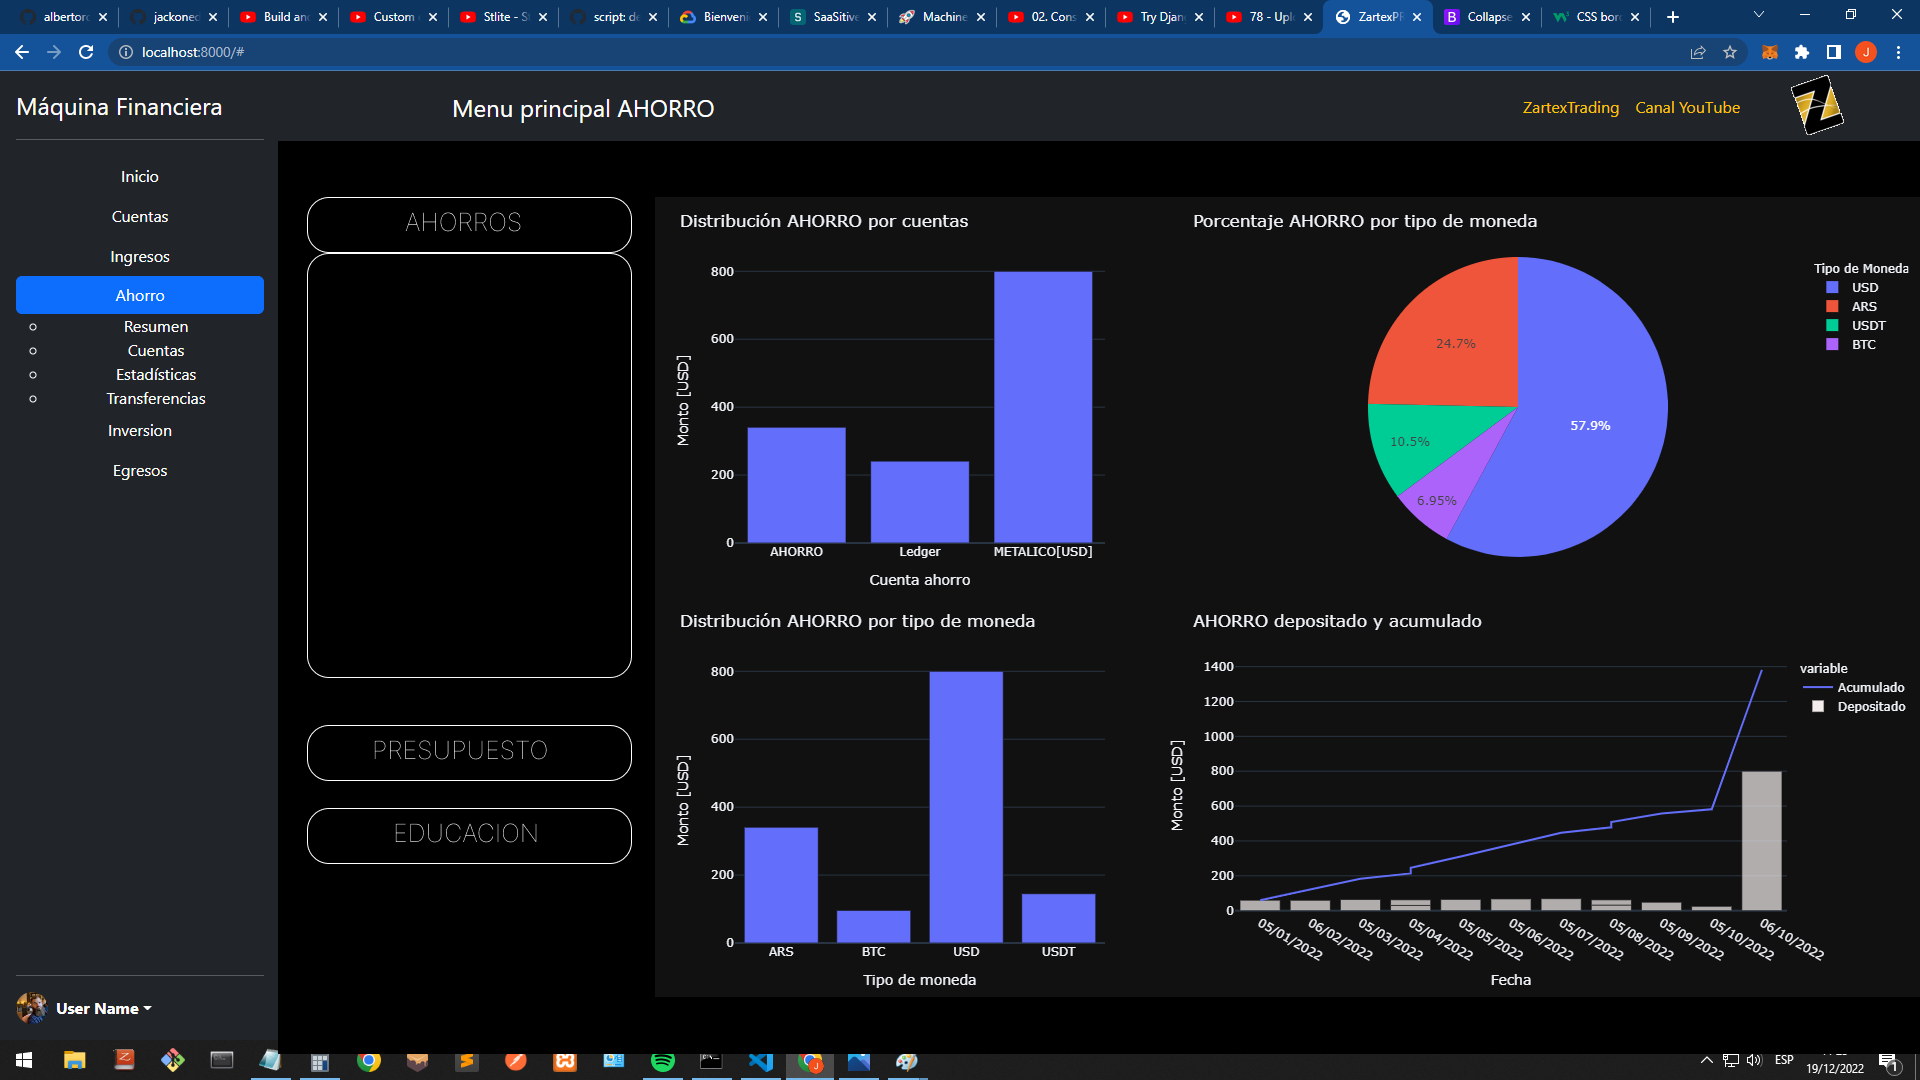 albertoro
jackoned
Build an
Custom
Stlite - S
script: de
Bienveni
SaaSitive
Machine
02. Cons
Try Djan
78 - Uplo
ZartexPR
Collapse
CSS bor
localhost:8000/#
J
Máquina Financiera
Menu principal AHORRO
ZartexTrading
Canal YouTube
Inicio
Cuentas
Ingresos
Ahorro
Resumen
Cuentas
Estadísticas
Transferencias
Inversion
Egresos
User Name
AHORROS
PRESUPUESTO
EDUCACION
Distribución AHORRO por cuentas
Monto [USD]
800
600
400
200
0
AHORRO
Ledger
METALICO[USD]
Cuenta ahorro
Porcentaje AHORRO por tipo de moneda
24.7%
57.9%
10.5%
6.95%
Tipo de Moneda
USD
ARS
USDT
BTC
Distribución AHORRO por tipo de moneda
Monto [USD]
800
600
400
200
0
ARS
BTC
USD
USDT
Tipo de moneda
AHORRO depositado y acumulado
Monto [USD]
1400
1200
1000
800
600
400
200
0
05/01/2022
06/02/2022
05/03/2022
05/04/2022
05/05/2022
05/06/2022
05/07/2022
05/08/2022
05/09/2022
05/10/2022
06/10/2022
Fecha
variable
Acumulado
Depositado
ESP
19/12/2022
1